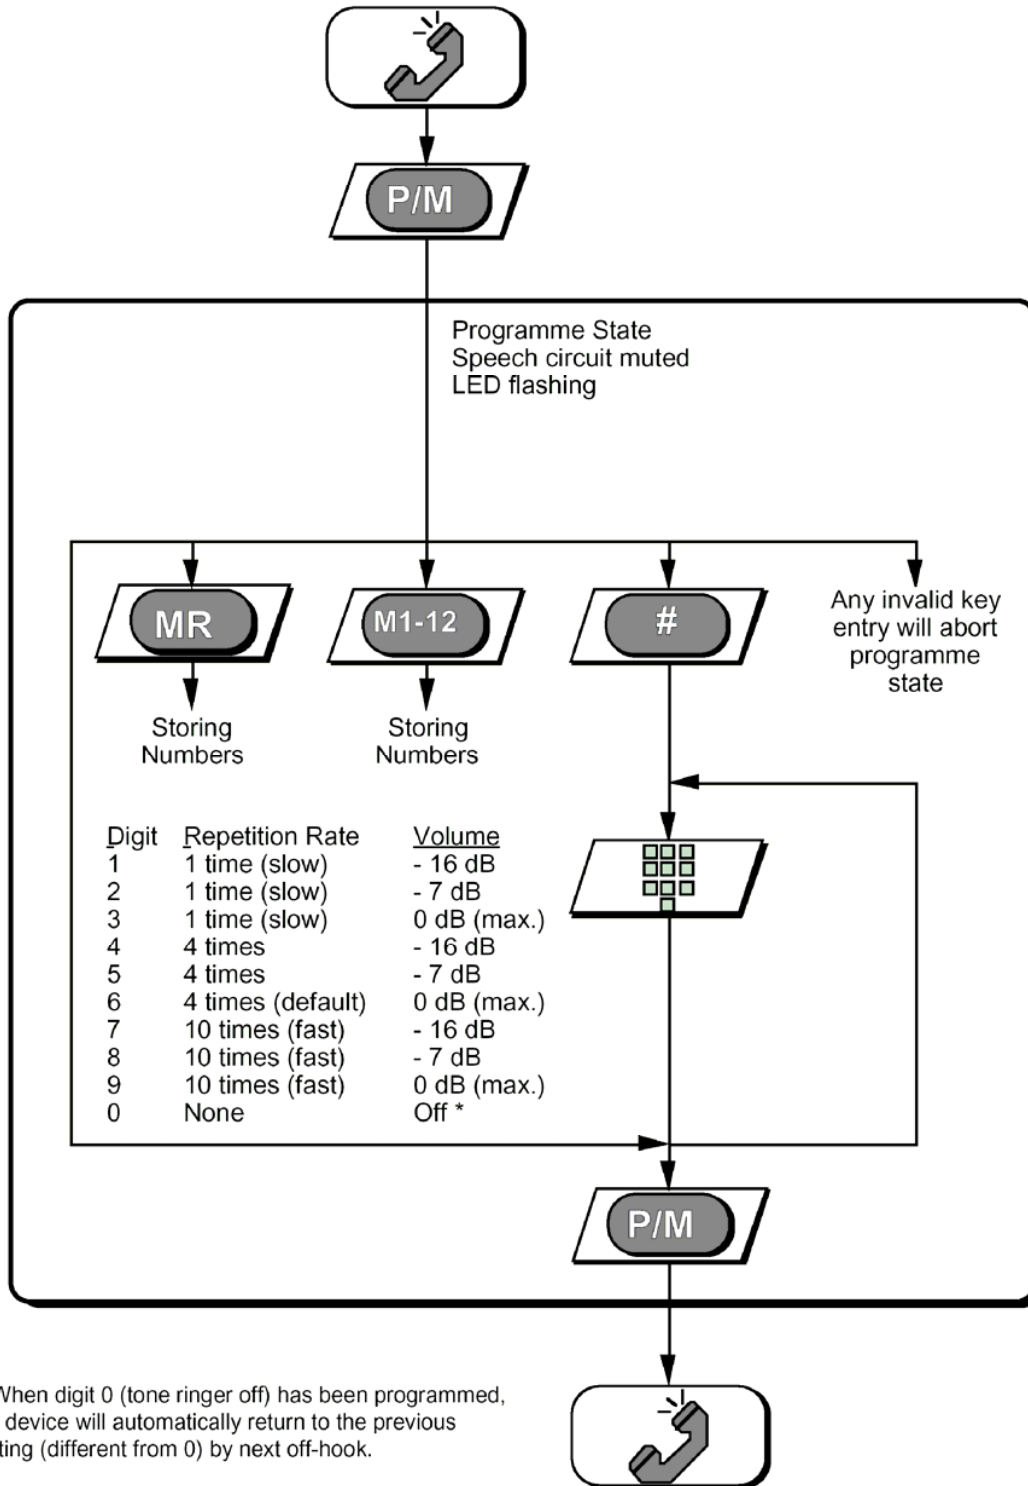 P/M
Programme State
Speech circuit muted
LED flashing
MR
M1-12
#
Any invalid key
entry will abort
programme
state
Storing
Numbers
Storing
Numbers
Digit Repetition Rate Volume
1 1 time (slow) - 16 dB
2 1 time (slow) - 7 dB
3 1 time (slow) 0 dB (max.)
4 4 times - 16 dB
5 4 times - 7 dB
6 4 times (default) 0 dB (max.)
7 10 times (fast) - 16 dB
8 10 times (fast) - 7 dB
9 10 times (fast) 0 dB (max.)
0 None Off *
P/M
When digit 0 (tone ringer off) has been programmed,
device will automatically return to the previous
ting (different from 0) by next off-hook.